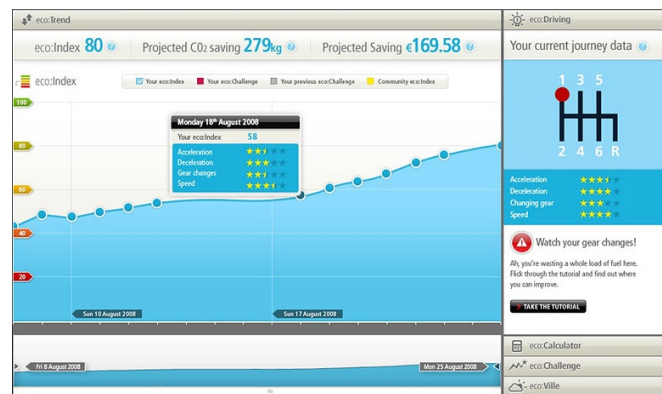 eco:Trend
eco:Index 80
Projected CO2 saving 279kg
Projected Saving €169.58
eco:Index
Your eco:Index
Your eco:Challenge
Your previous eco:Challenge
Community eco:Index
100
80
60
40
20
Monday 18th August 2008
Your eco:Index 58
Acceleration
Deceleration
Gear changes
Speed
Sun 10 August 2008
Sun 17 August 2008
Fri 8 August 2008
Mon 25 August 2008
eco:Driving
Your current journey data
1 3 5
2 4 6 R
Acceleration
Deceleration
Changing gear
Speed
Watch your gear changes!
Ah, you're wasting a whole load of fuel here.
Flick through the tutorial and find out where
you can improve.
TAKE THE TUTORIAL
eco:Calculator
eco:Challenge
eco:Ville